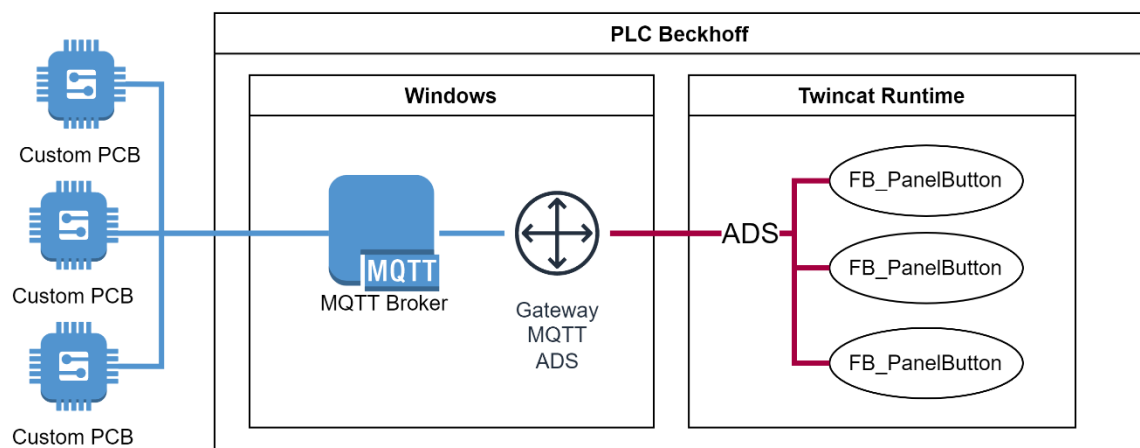 PLC Beckhoff
Windows
Twincat Runtime
Custom PCB
Custom PCB
Custom PCB
MQTT
MQTT Broker
Gateway
MQTT
ADS
ADS
FB_PanelButton
FB_PanelButton
FB_PanelButton